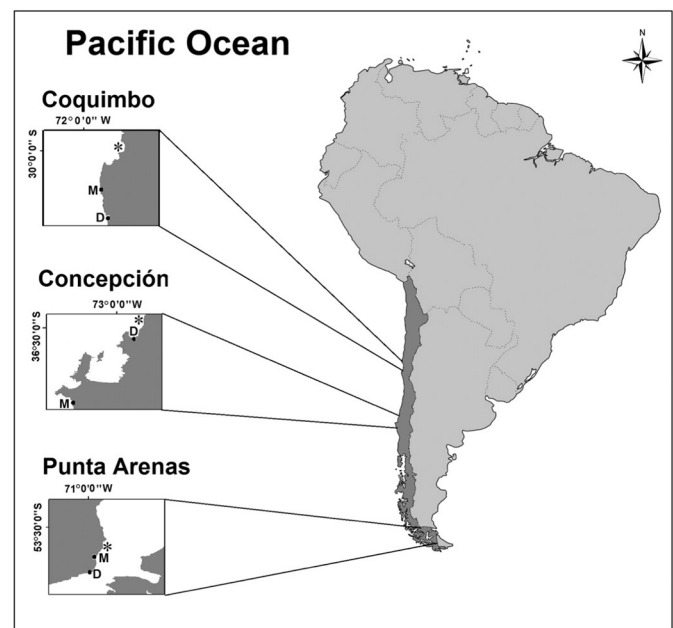 Pacific Ocean
N
Coquimbo
72°0'0"W
30°0'0"S
*
M
D
Concepción
73°0'0"W
36°30'0"S
*
D
M
Punta Arenas
71°0'0"W
53°30'0"S
*
M
D